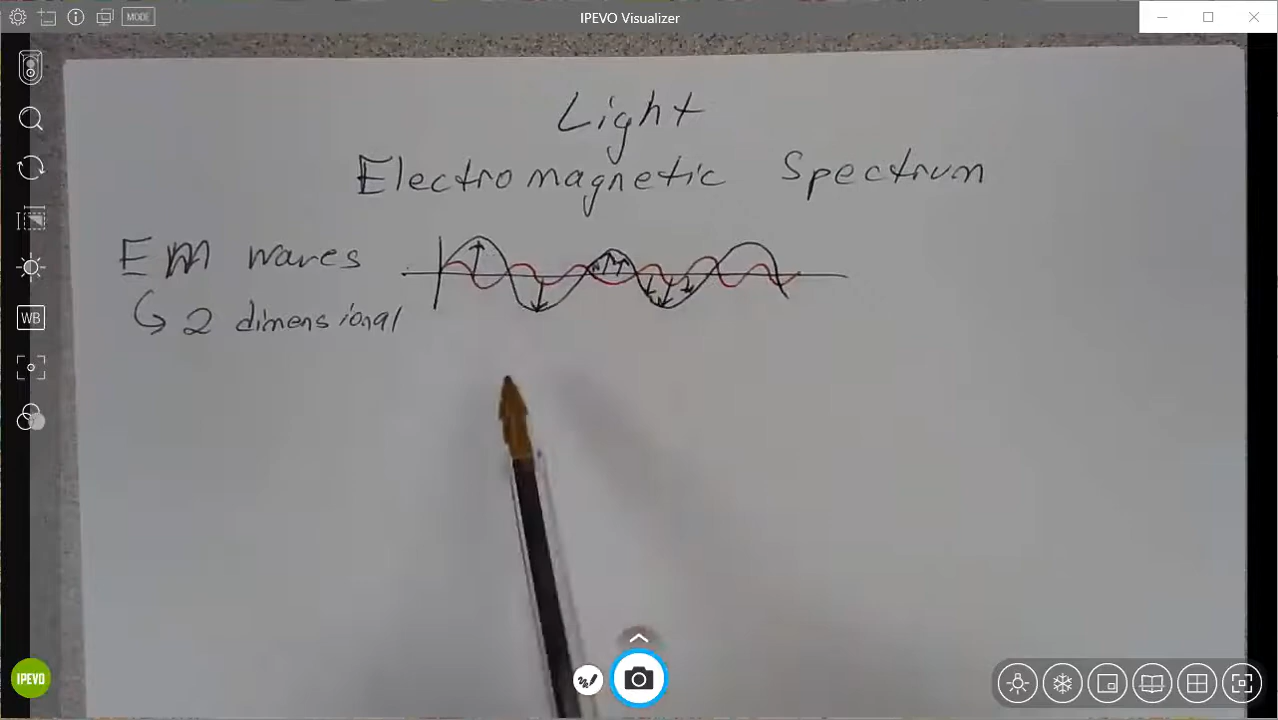 MODE
IPEVO Visualizer
Light
Electromagnetic Spectrum
EM waves
2 dimensional
WB
IPEVO